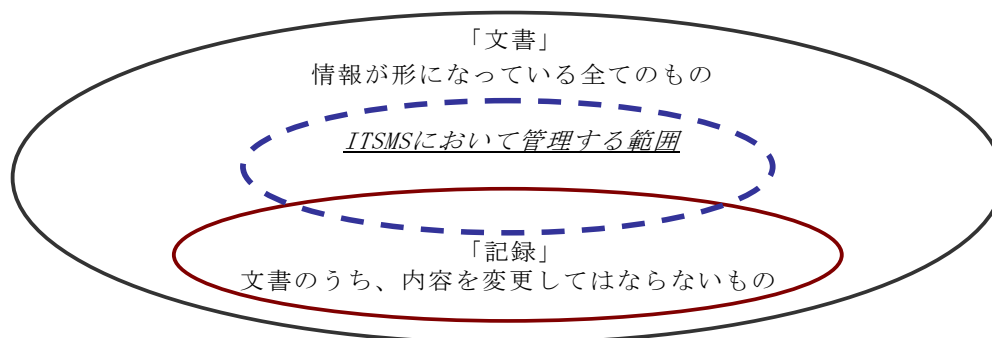 「文書」
情報が形になっている全てのもの
ITSMSにおいて管理する範囲
「記録」
文書のうち、内容を変更してはならないもの